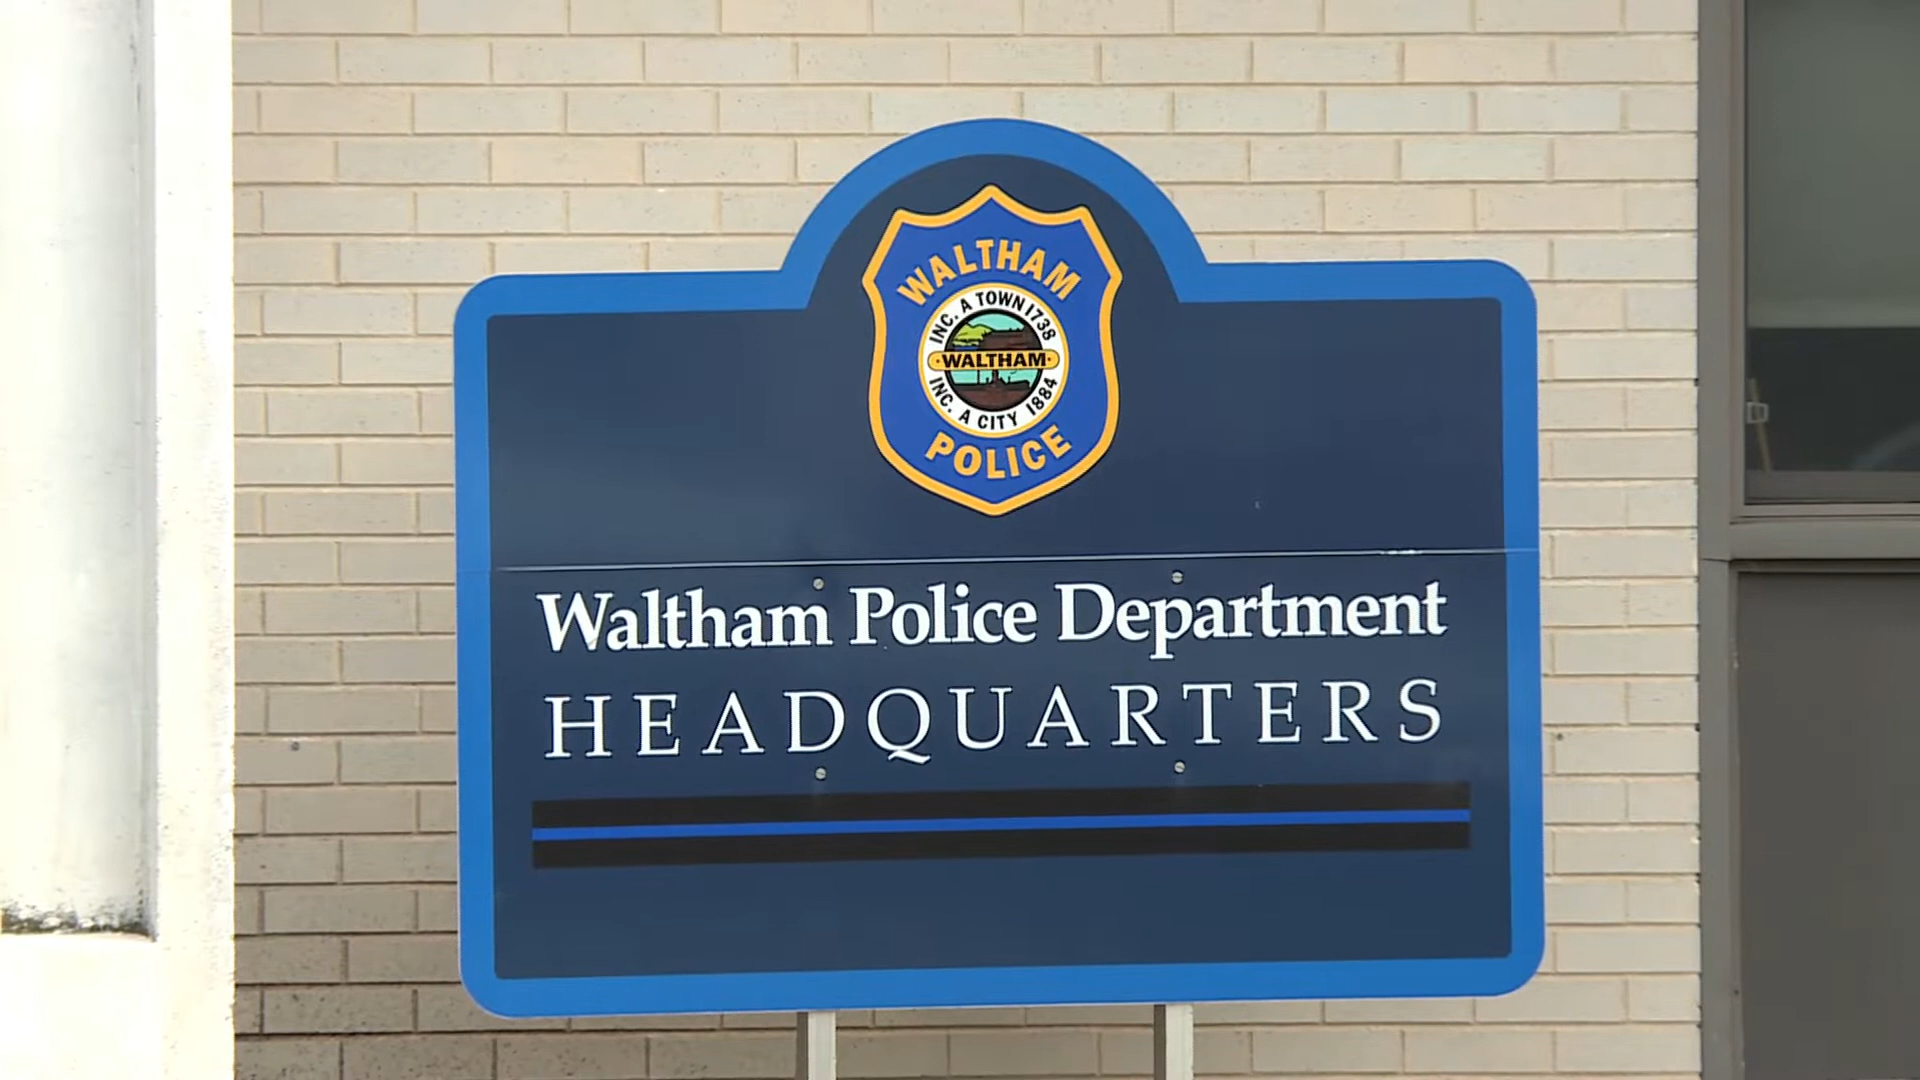 WALTHAM
INC. A TOWN 1738
·WALTHAM·
INC. A CITY 1884
POLICE
Waltham Police Department
HEADQUARTERS